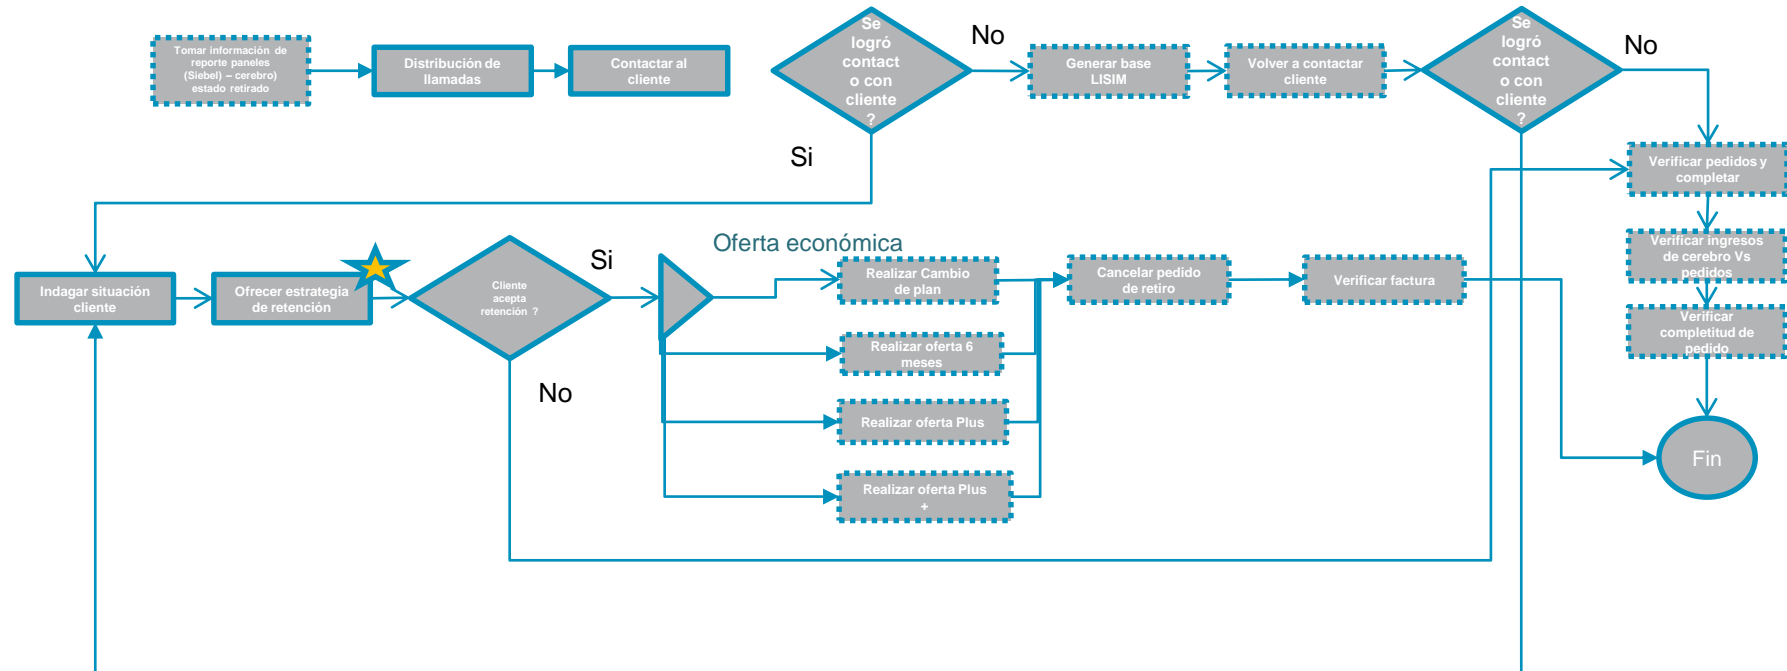 Tomar información de
reporte paneles
(Siebel) – cerebro)
estado retirado
Distribución de
llamadas
Contactar al
cliente
Se
logró
contact
o con
cliente
?
No
Generar base
LISIM
Volver a contactar
cliente
Se
logró
contact
o con
cliente
?
No
Si
Verificar pedidos y
completar
Verificar ingresos
de cerebro Vs
pedidos
Verificar
completitud de
pedido
Fin
Indagar situación
cliente
Ofrecer estrategia
de retención
Cliente
acepta
retención ?
Si
No
Oferta económica
Realizar Cambio
de plan
Realizar oferta 6
meses
Realizar oferta Plus
Realizar oferta Plus
+
Cancelar pedido
de retiro
Verificar factura